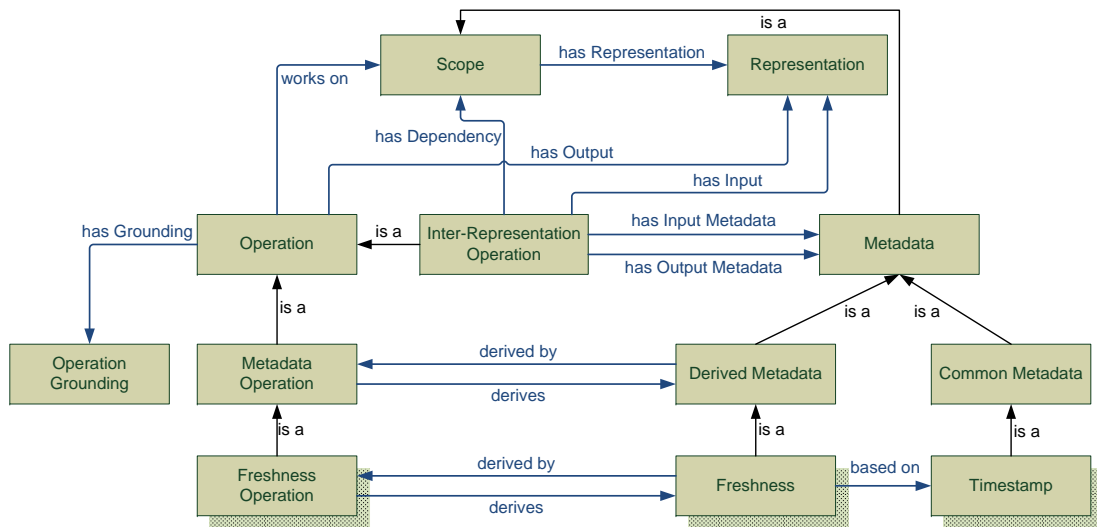 is a
Scope
has Representation
Representation
works on
has Dependency
has Output
has Input
has Grounding
Operation
is a
Inter-Representation
Operation
has Input Metadata
has Output Metadata
Metadada
is a
is a
is a
Operation
Grounding
Metadata
Operation
derived by
derives
Derived Metadata
Common Metadata
is a
is a
is a
Freshness
Operation
derived by
derives
Freshness
based on
Timestamp